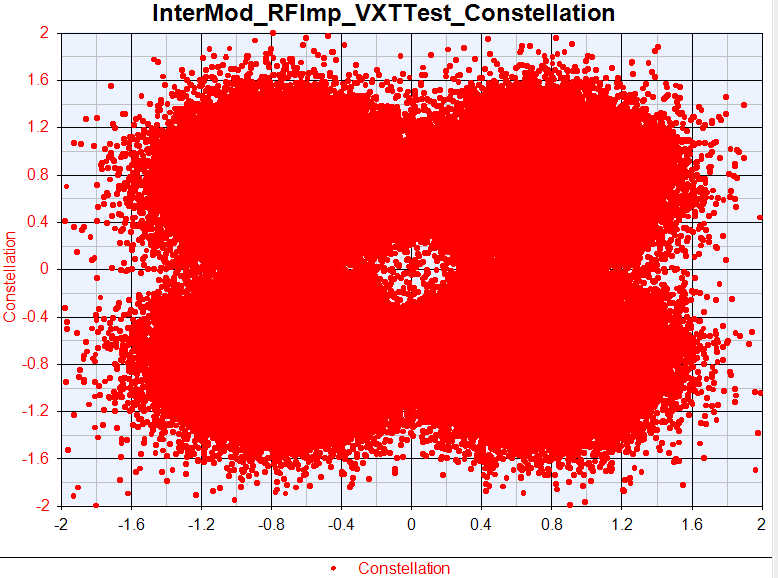 InterMod_RFImp_VXTTest_Constellation
Constellation
2
1.6
1.2
0.8
0.4
0
-0.4
-0.8
-1.2
-1.6
-2
-2 -1.6 -1.2 -0.8 -0.4 0 0.4 0.8 1.2 1.6 2
Constellation